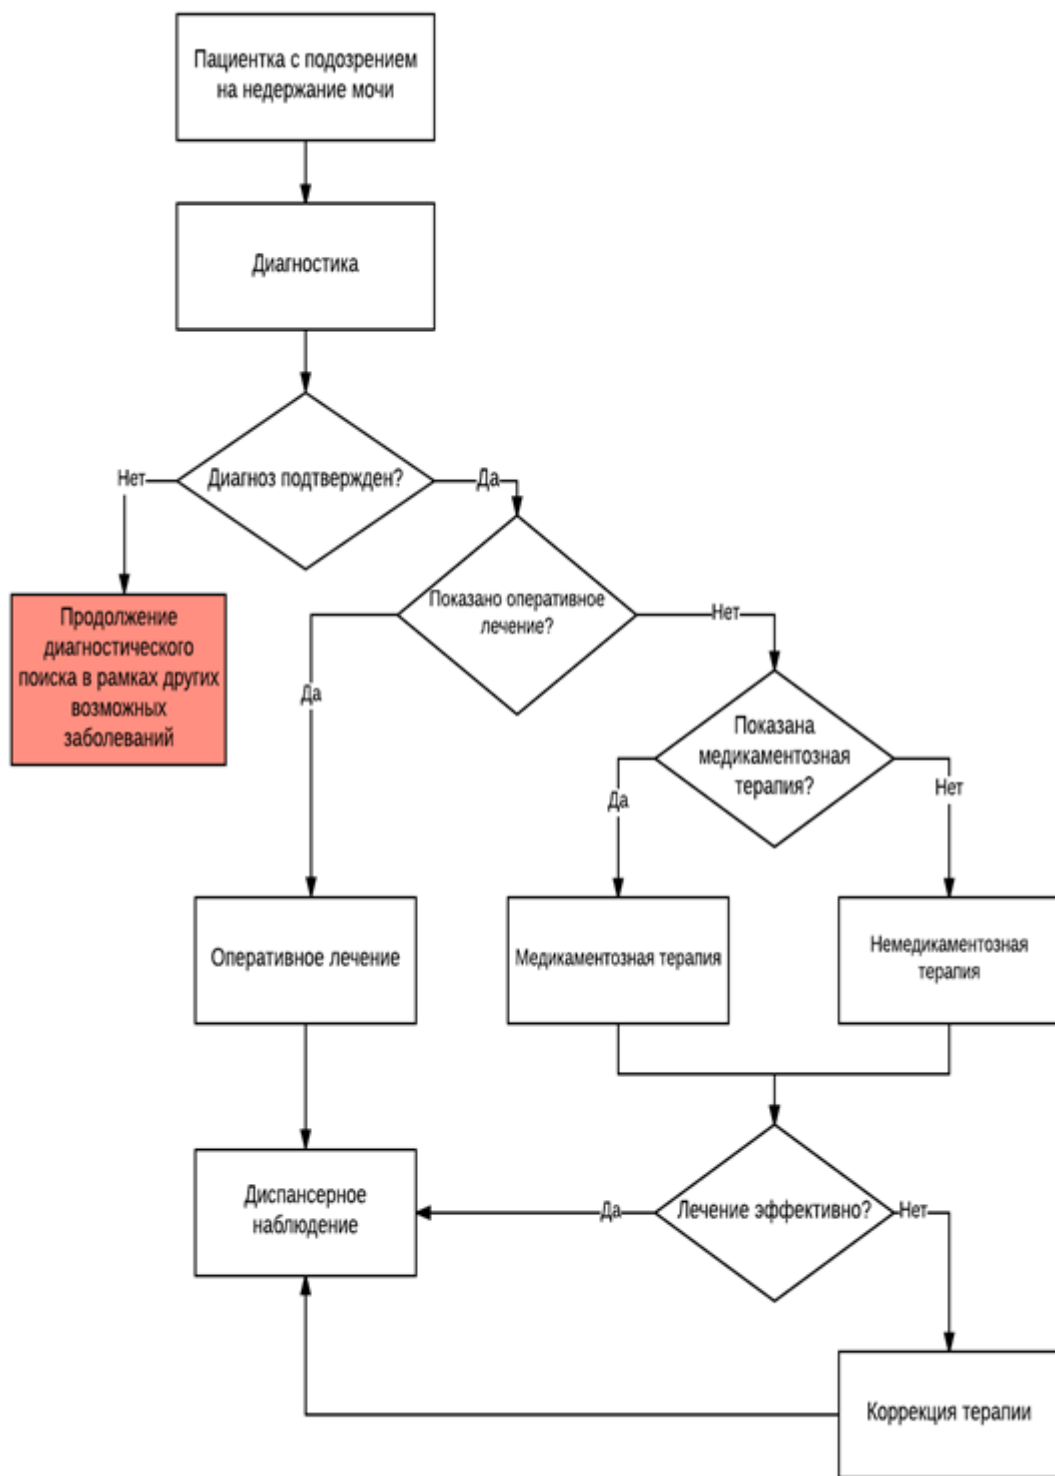 Пациентка с подозрением
на недержание мочи
Диагностика
Диагноз подтвержден?
Нет
Да
Продолжение
диагностического
поиска в рамках других
возможных
заболеваний
Показано оперативное
лечение?
Да
Нет
Показана
медикаментозная
терапия?
Да
Нет
Оперативное лечение
Медикаментозная терапия
Немедикаментозная
терапия
Диспансерное
наблюдение
Да
Лечение эффективно?
Нет
Коррекция терапии